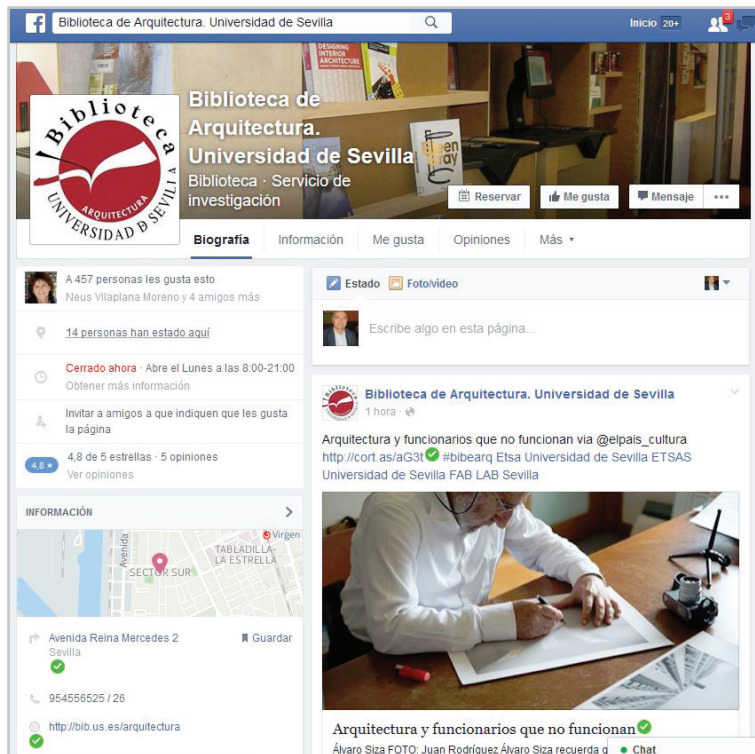 Biblioteca de Arquitectura. Universidad de Sevilla
Inicio 20+
3
DESIGNING
INTERIOR
ARCHITECTURE
Biblioteca
ARQUITECTURA
UNIVERSIDAD D SEVILLA
Biblioteca de
Arquitectura.
Universidad de Sevilla
Biblioteca · Servicio de
investigación
Reservar
Me gusta
Mensaje
Biografía
Información
Me gusta
Opiniones
Más
A 457 personas les gusta esto
Neus Vilaplana Moreno y 4 amigos más
14 personas han estado aquí
Cerrado ahora · Abre el Lunes a las 8:00-21:00
Obtener más información
Invitar a amigos a que indiquen que les gusta
la página
4,8 ★
4,8 de 5 estrellas · 5 opiniones
Ver opiniones
INFORMACIÓN
Avenida
Virgen
TABLADILLA-
LA ESTRELLA
SECTOR SUR
Avenida Reina Mercedes 2
Guardar
Sevilla
954556525 / 26
http://bib.us.es/arquitectura
Estado
Foto/vídeo
Escribe algo en esta página...
Biblioteca de Arquitectura. Universidad de Sevilla
1 hora ·
Arquitectura y funcionarios que no funcionan via @elpais_cultura
http://cort.as/aG3t #bibearq Etsa Universidad de Sevilla ETSAS
Universidad de Sevilla FAB LAB Sevilla
Arquitectura y funcionarios que no funcionan
Álvaro Siza FOTO: Juan Rodríguez Álvaro Siza recuerda
Chat